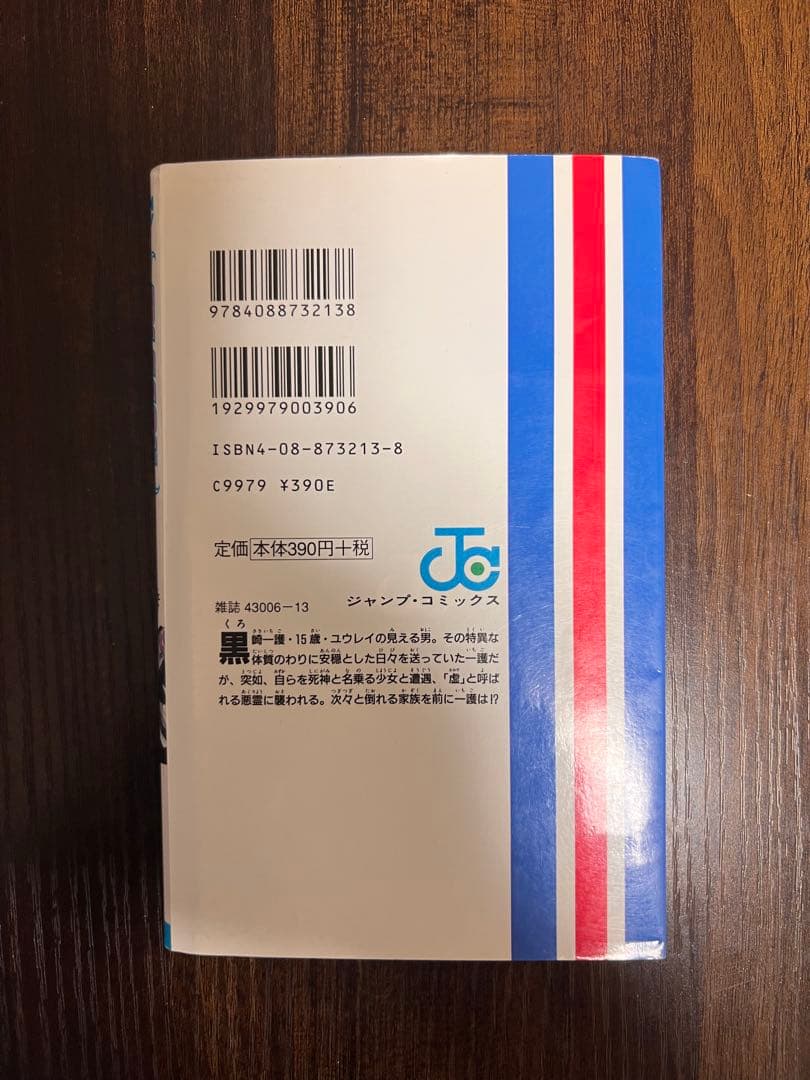 9784088732138
1929979003906
ISBN4-08-873213-8
C9979 ¥390E
定価 本体390円+税
JC
ジャンプ・コミックス
雑誌 43006-13
黒崎一護・15歳・ユウレイの見える男。その特異な
体質のわりに安穏とした日々を送っていた一護だ
が、突如、自らを死神と名乗る少女と遭遇、「虚」と呼ば
れる悪霊に襲われる。次々と倒れる家族を前に一護は!?